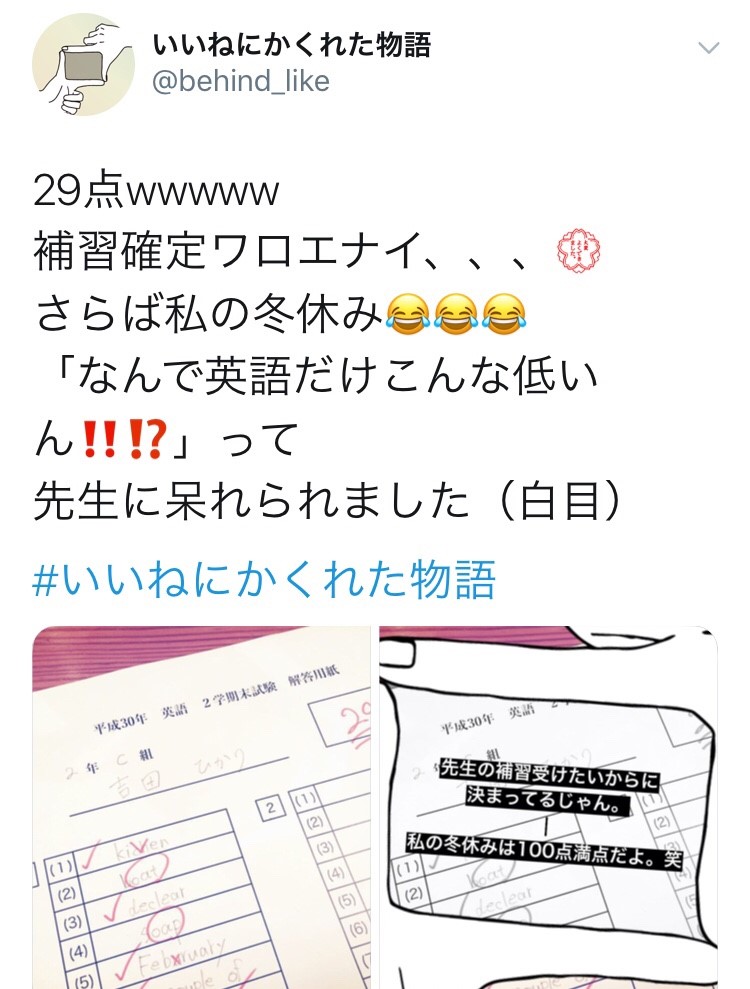 いいねにかくれた物語
@behind_like
29点wwwww
補習確定ワロエナイ、、、
さらば私の冬休み😂😂😂
「なんで英語だけこんな低い
ん‼️⁉️」って
先生に呆れられました（白目）
#いいねにかくれた物語
平成30年 英語 2学期末試験 解答用紙
29
2年 C 組
吉田 ひかり
(1)
(2) boat
(3) declear
(4) soap
(5) Febxruary
couple of
2
(1)
(2)
(3)
(4)
(5)
(6)
平成30年 英語 2
2 組
先生の補習受けたいからに
決まってるじゃん。
私の冬休みは100点満点だよ。笑
(1)
(2) boat
declear
(1)
(2)
(3)
(4)
(5)